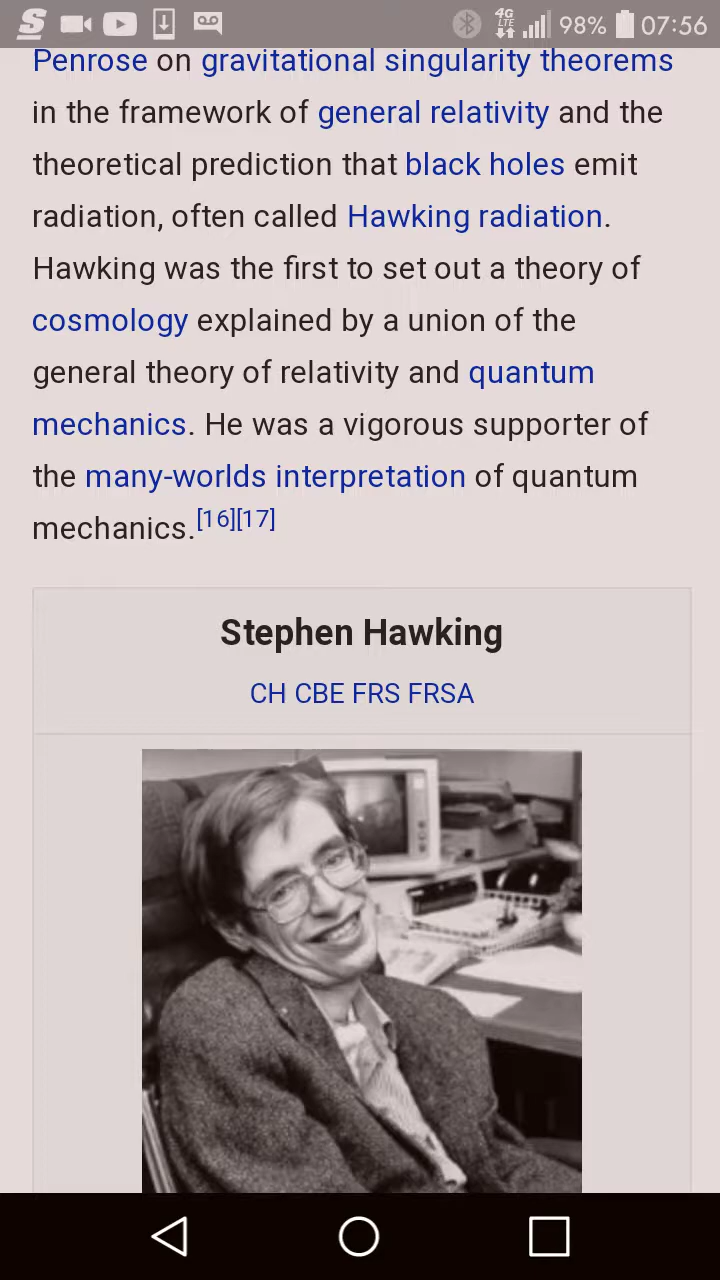 4G
LTE
98%
07:56
Penrose on gravitational singularity theorems
in the framework of general relativity and the
theoretical prediction that black holes emit
radiation, often called Hawking radiation.
Hawking was the first to set out a theory of
cosmology explained by a union of the
general theory of relativity and quantum
mechanics. He was a vigorous supporter of
the many-worlds interpretation of quantum
mechanics.[16][17]
Stephen Hawking
CH CBE FRS FRSA